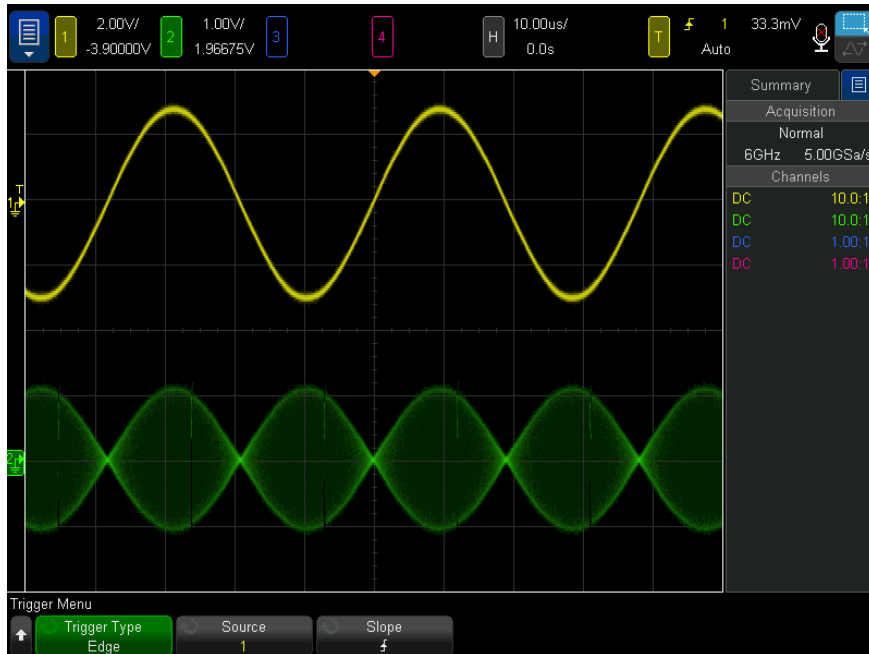 1 2.00V/ 2 1.00V/ 3 4 H 10.00us/ T 1 33.3mV
-3.90000V 1.96675V 0.0s Auto
Summary
Acquisition
Normal
6GHz 5.00GSa/s
Channels
DC 10.0:1
DC 10.0:1
DC 1.00:1
DC 1.00:1
T
1
2
Trigger Menu
Trigger Type Source Slope
Edge 1